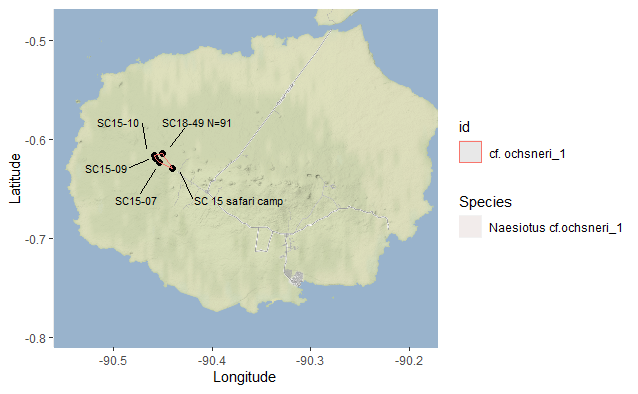 -0.5
-0.6
-0.7
-0.8
Latitude
SC15-10
SC18-49 N=91
SC15-09
SC15-07
SC 15 safari camp
-90.5
-90.4
-90.3
-90.2
Longitude
id
cf. ochsneri_1
Species
Naesiotus cf.ochsneri_1